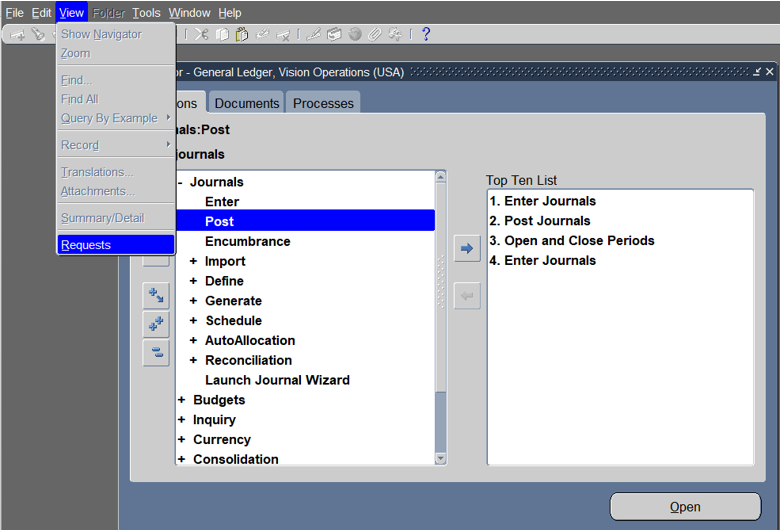 File Edit View Folder Tools Window Help
Show Navigator
Zoom
Find...
Find All
Query By Example
Record
Translations...
Attachments...
Summary/Detail
Requests
or - General Ledger, Vision Operations (USA)
ons Documents Processes
nals:Post
journals
- Journals
Enter
Post
Encumbrance
+ Import
+ Define
+ Generate
+ Schedule
+ AutoAllocation
+ Reconciliation
Launch Journal Wizard
+ Budgets
+ Inquiry
+ Currency
+ Consolidation
Top Ten List
1. Enter Journals
2. Post Journals
3. Open and Close Periods
4. Enter Journals
Open